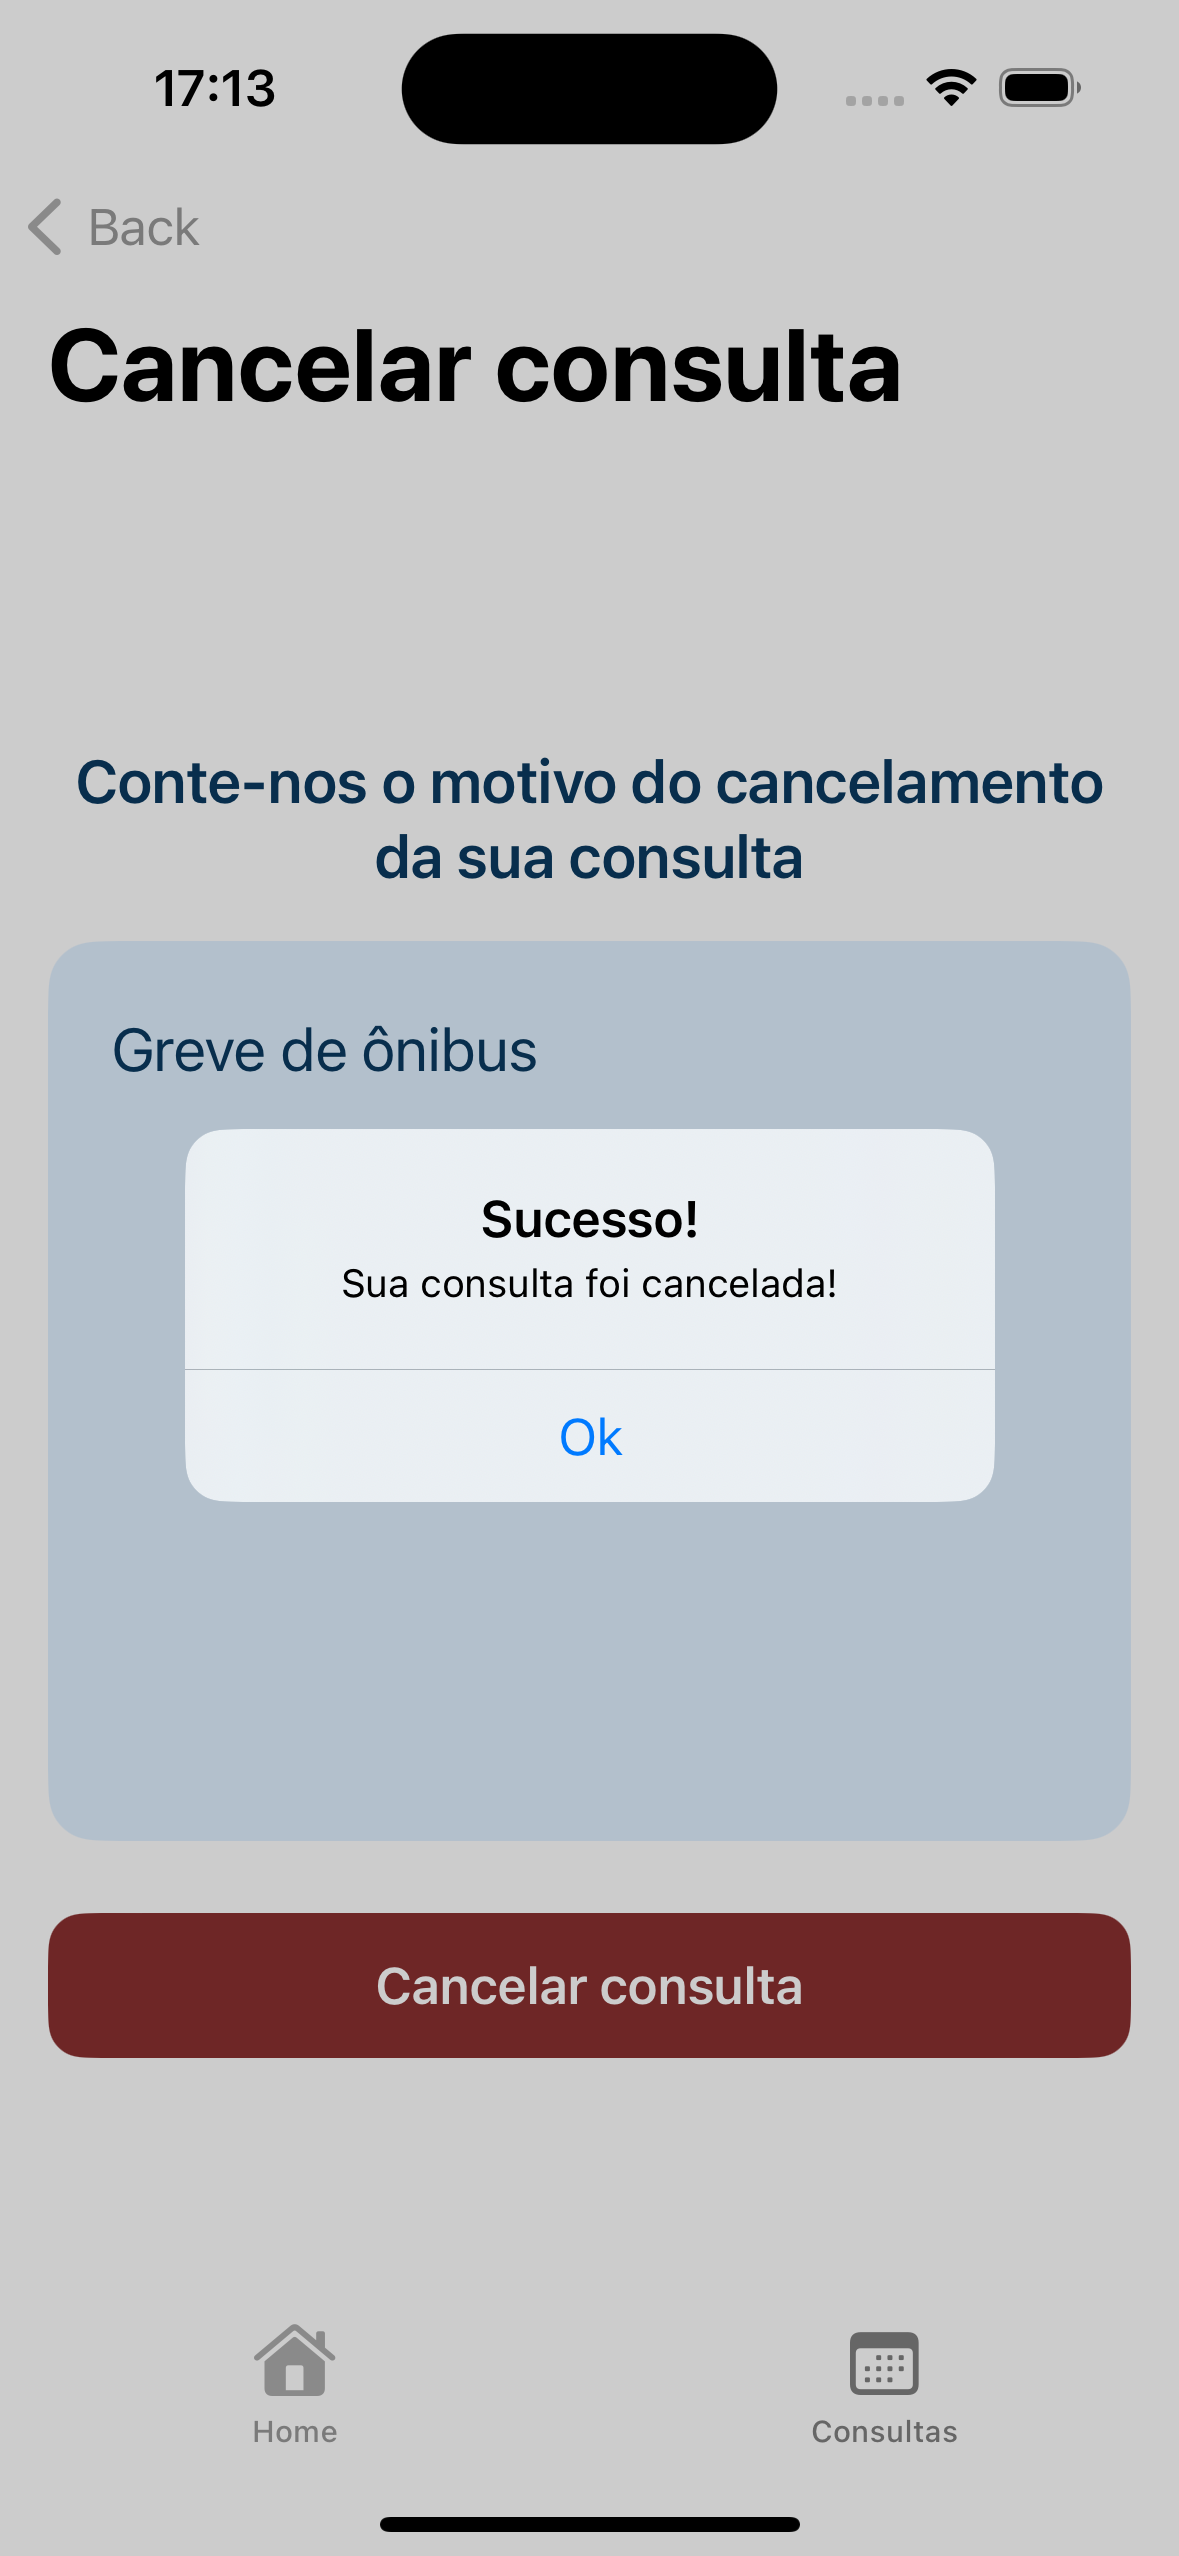 17:13
Back
Cancelar consulta
Conte-nos o motivo do cancelamento
da sua consulta
Greve de ônibus
Sucesso!
Sua consulta foi cancelada!
Ok
Cancelar consulta
Home
Consultas